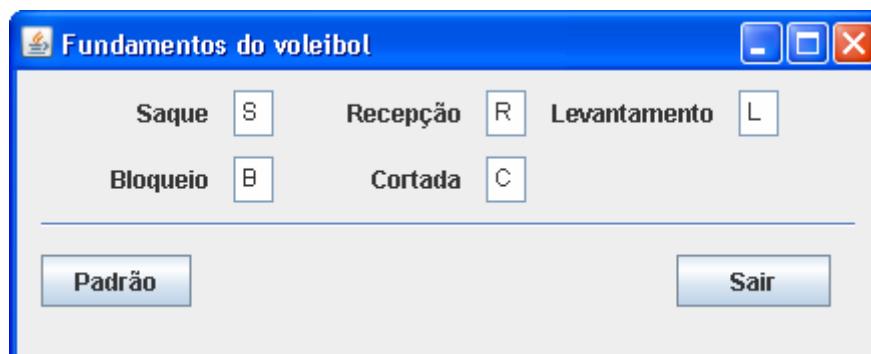 Fundamentos do voleibol
Saque S Recepção R Levantamento L
Bloqueio B Cortada C
Padrão Sair